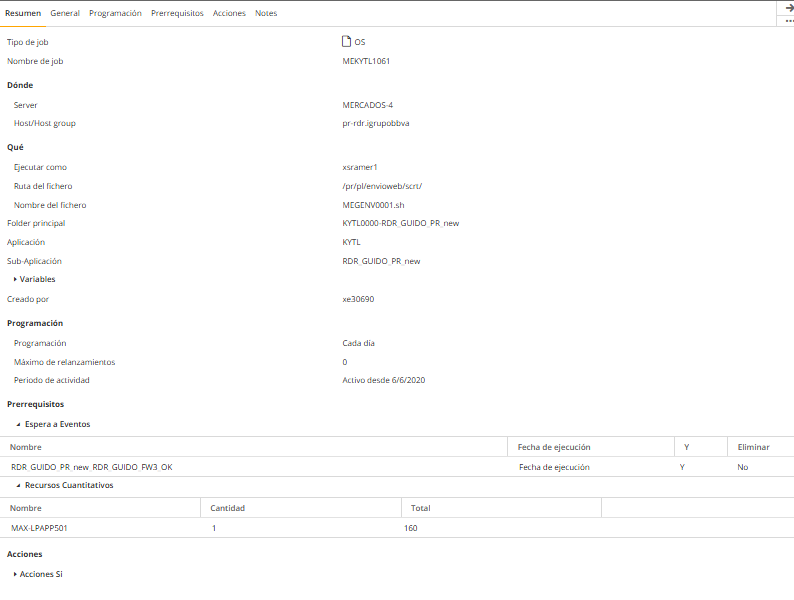 Resumen General Programación Prerrequisitos Acciones Notes
Tipo de job OS
Nombre de job MEKYTL1061
Dónde
Server MERCADOS-4
Host/Host group pr-rdr.igrupobbva
Qué
Ejecutar como xsramer1
Ruta del fichero /pr/pl/envioweb/scrt/
Nombre del fichero MEGENV0001.sh
Folder principal KYTL0000-RDR_GUIDO_PR_new
Aplicación KYTL
Sub-Aplicación RDR_GUIDO_PR_new
Variables
Creado por xe30690
Programación
Programación Cada día
Máximo de relanzamientos 0
Periodo de actividad Activo desde 6/6/2020
Prerrequisitos
Espera a Eventos
Nombre Fecha de ejecución Y Eliminar
RDR_GUIDO_PR_new_RDR_GUIDO_FW3_OK Fecha de ejecución Y No
Recursos Cuantitativos
Nombre Cantidad Total
MAX-LPAPP501 1 160
Acciones
Acciones Si